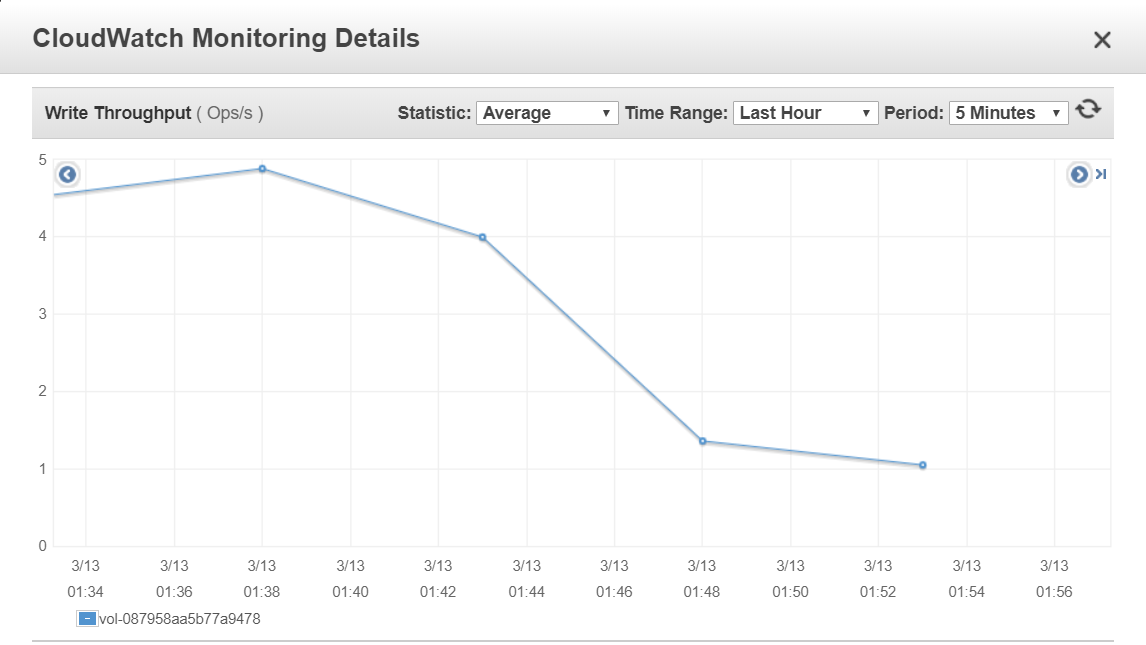 CloudWatch Monitoring Details
Write Throughput ( Ops/s ) Statistic: Average Time Range: Last Hour Period: 5 Minutes
5
4
3
2
1
0
3/13 3/13 3/13 3/13 3/13 3/13 3/13 3/13 3/13 3/13 3/13 3/13
01:34 01:36 01:38 01:40 01:42 01:44 01:46 01:48 01:50 01:52 01:54 01:56
vol-087958aa5b77a9478